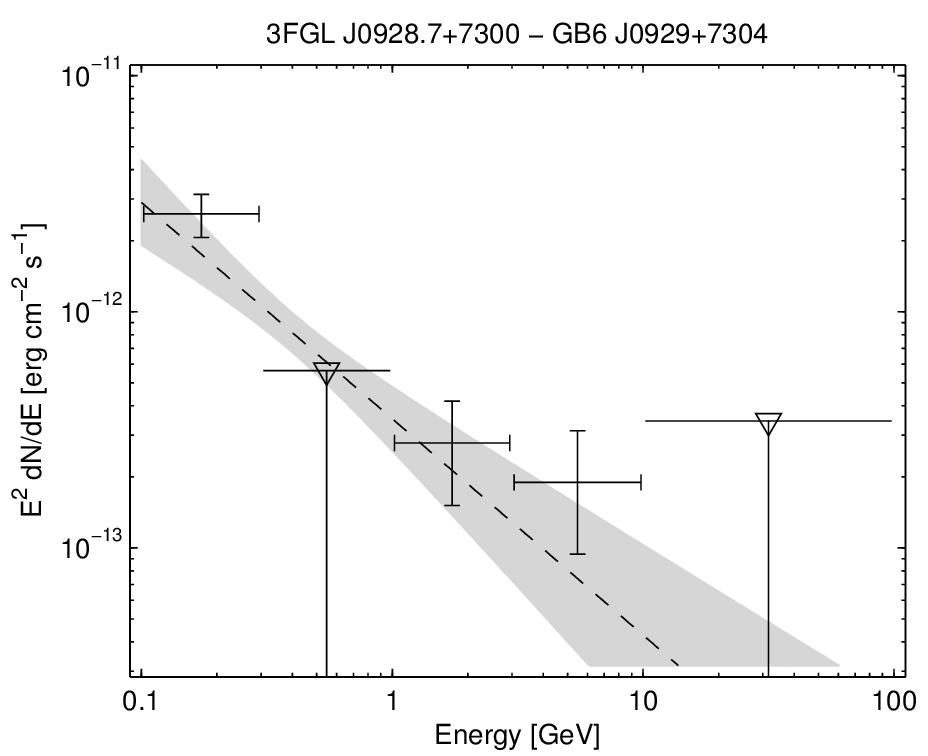 3FGL J0928.7+7300 – GB6 J0929+7304
10⁻¹¹
10⁻¹²
10⁻¹³
E² dN/dE [erg cm⁻² s⁻¹]
0.1 1 10 100
Energy [GeV]